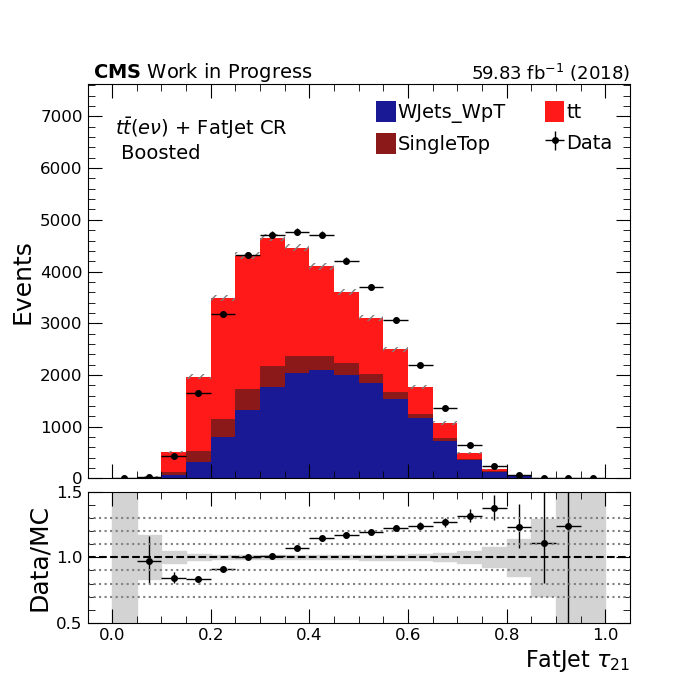 CMS Work in Progress 59.83 fb⁻¹ (2018)
tt̄(eν) + FatJet CR
Boosted
WJets_WpT tt
SingleTop Data
Events
7000
6000
5000
4000
3000
2000
1000
0
Data/MC
1.5
1.0
0.5
0.0 0.2 0.4 0.6 0.8 1.0
FatJet τ₂₁